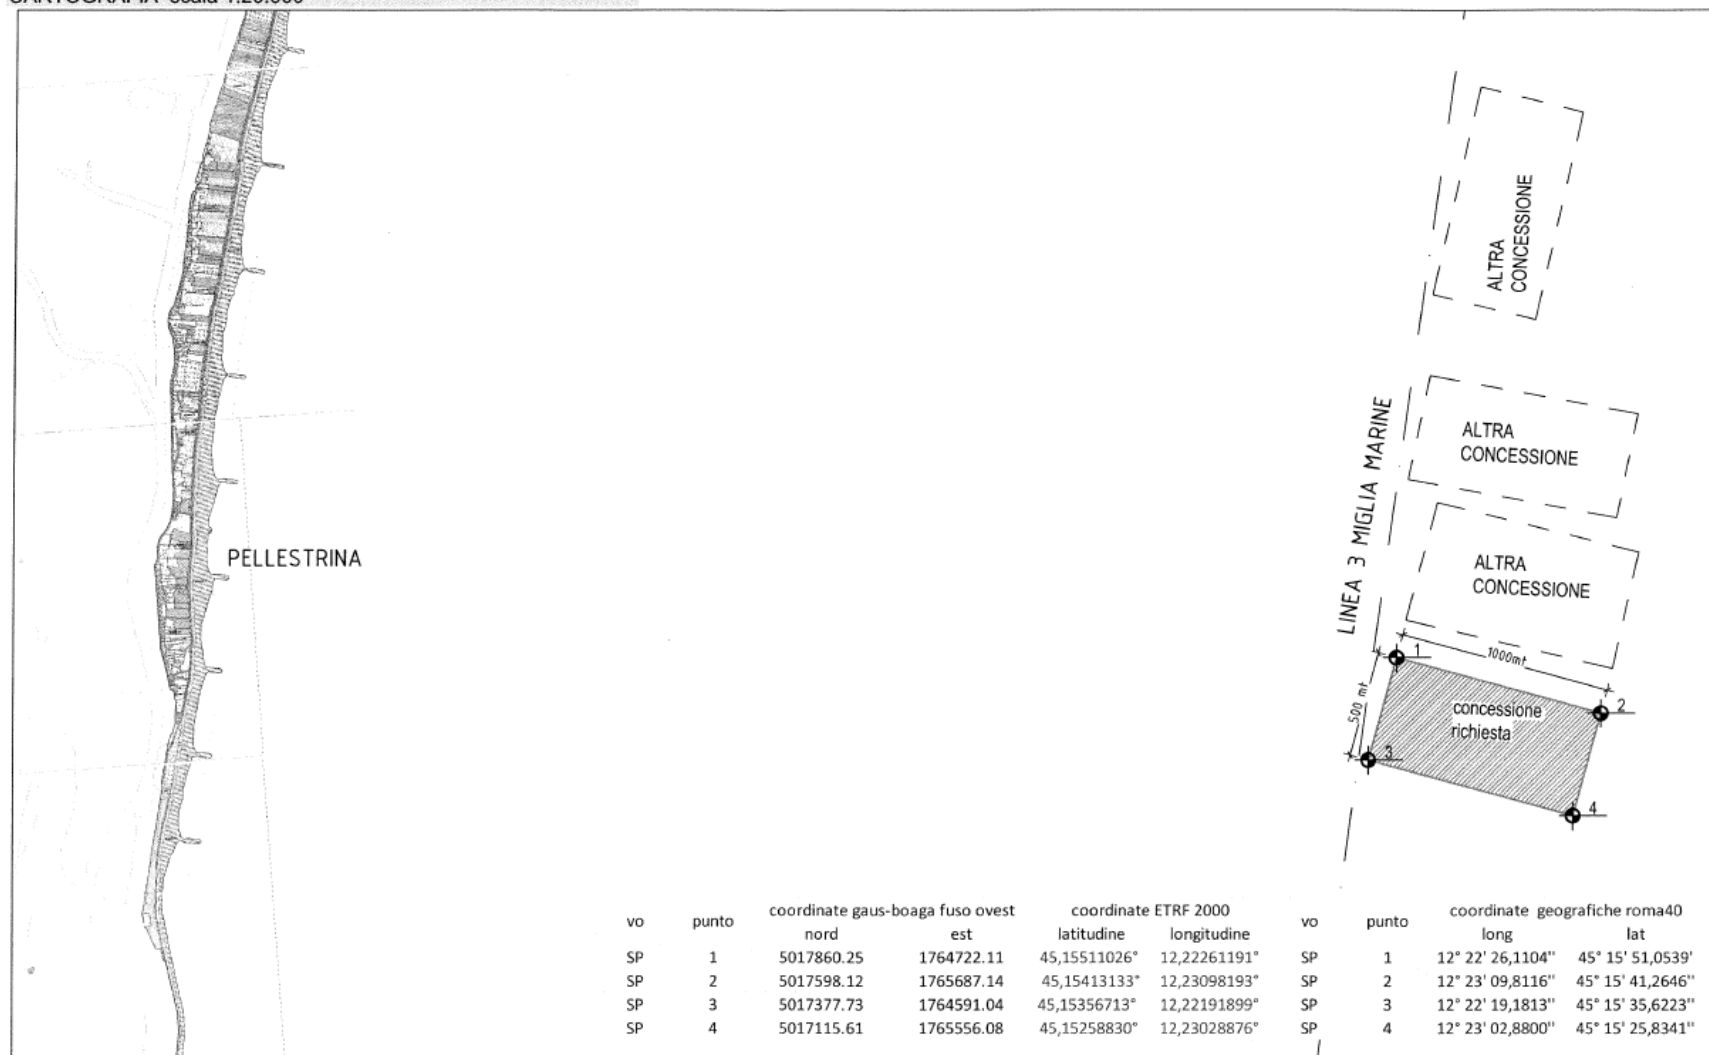 ALTRA
CONCESSIONE
ALTRA
CONCESSIONE
LINEA 3 MIGLIA MARINE
PELLESTRINA
ALTRA
CONCESSIONE
1
1000mt
500 mt
2
concessione
richiesta
3
4
vo punto coordinate gaus-boaga fuso ovest coordinate ETRF 2000 vo punto coordinate geografiche roma40
nord est latitudine longitudine long lat
SP 1 5017860.25 1764722.11 45,15511026° 12,22261191° SP 1 12° 22' 26,1104'' 45° 15' 51,0539'
SP 2 5017598.12 1765687.14 45,15413133° 12,23098193° SP 2 12° 23' 09,8116'' 45° 15' 41,2646''
SP 3 5017377.73 1764591.04 45,15356713° 12,22191899° SP 3 12° 22' 19,1813'' 45° 15' 35,6223''
SP 4 5017115.61 1765556.08 45,15258830° 12,23028876° SP 4 12° 23' 02,8800'' 45° 15' 25,8341''